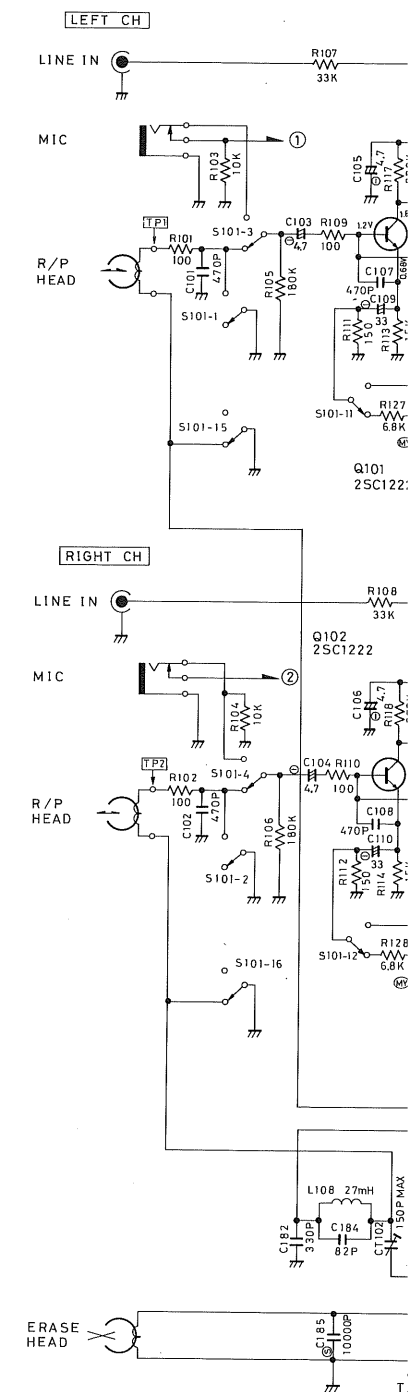 LEFT CH
LINE IN
R107
33K
MIC
R103
10K
1
C105
4.7
R117
TP1
R101
100
C101
470P
S101-3
C103
4.7
R109
100
1.2V
R/P
HEAD
R105
180K
S101-1
0.68V
C107
470P
C109
33
R111
150
R113
S101-11
R127
6.8K
S101-15
Q101
2SC122
RIGHT CH
LINE IN
R108
33K
Q102
2SC1222
MIC
R104
10K
2
C106
4.7
R118
TP2
R102
100
C102
470P
S101-4
C104
4.7
R110
100
R/P
HEAD
R106
180K
S101-2
C108
470P
C110
33
R112
150
R114
S101-12
R128
6.8K
S101-16
L108 27mH
C182
330P
C184
82P
CT102
150P MAX
ERASE
HEAD
C185
10000P
S